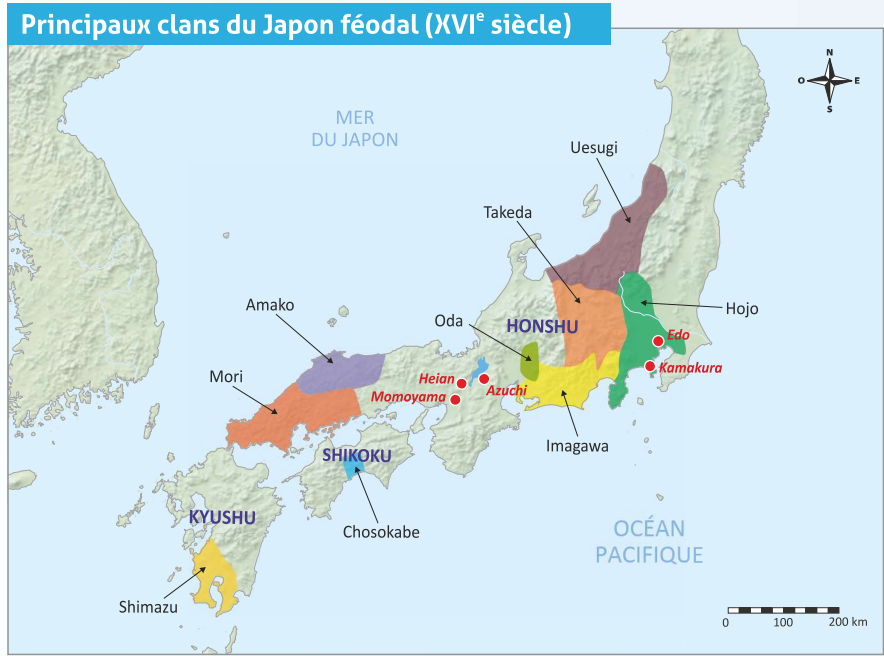 Principaux clans du Japon féodal (XVIe siècle)
N
O
E
S
MER
DU JAPON
Uesugi
Takeda
Amako
Oda
HONSHU
Hojo
Edo
Mori
Heian
Kamakura
Momoyama
Azuchi
Imagawa
SHIKOKU
KYUSHU
Chosokabe
OCÉAN
PACIFIQUE
Shimazu
0 100 200 km